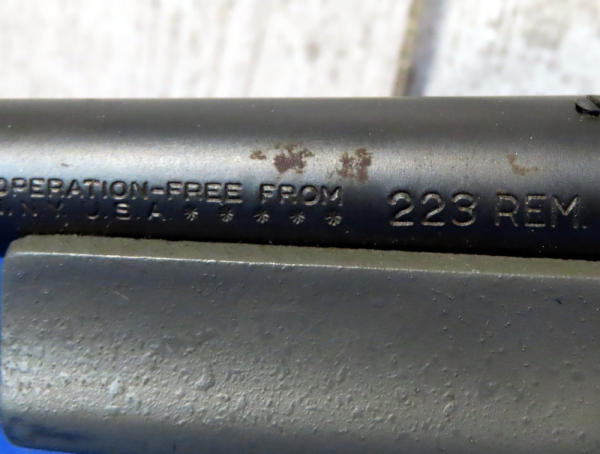 OPERATION-FREE FROM
N.Y. U.S.A. * * * * *
223 REM.